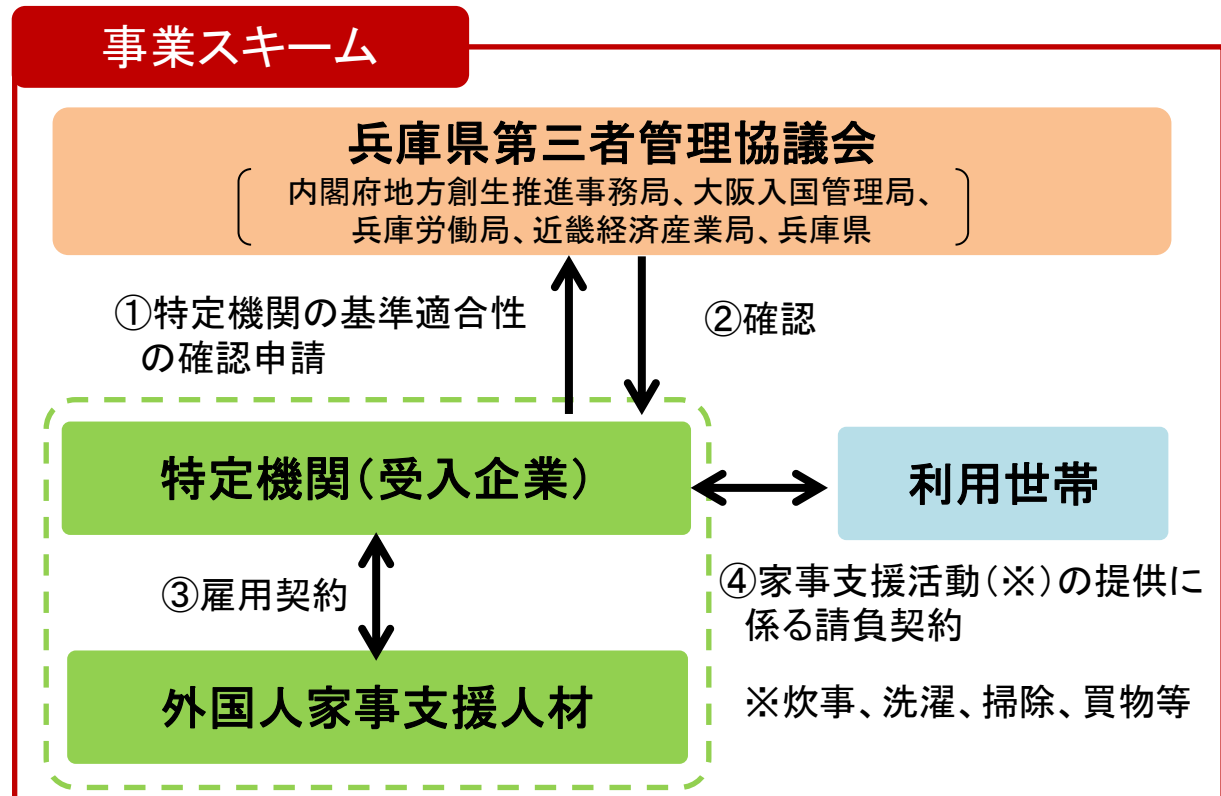 事業スキーム
兵庫県第三者管理協議会
内閣府地方創生推進事務局、大阪入国管理局、
兵庫労働局、近畿経済産業局、兵庫県
①特定機関の基準適合性
の確認申請
②確認
特定機関(受入企業)
利用世帯
③雇用契約
④家事支援活動(※)の提供に
係る請負契約
外国人家事支援人材
※炊事、洗濯、掃除、買物等